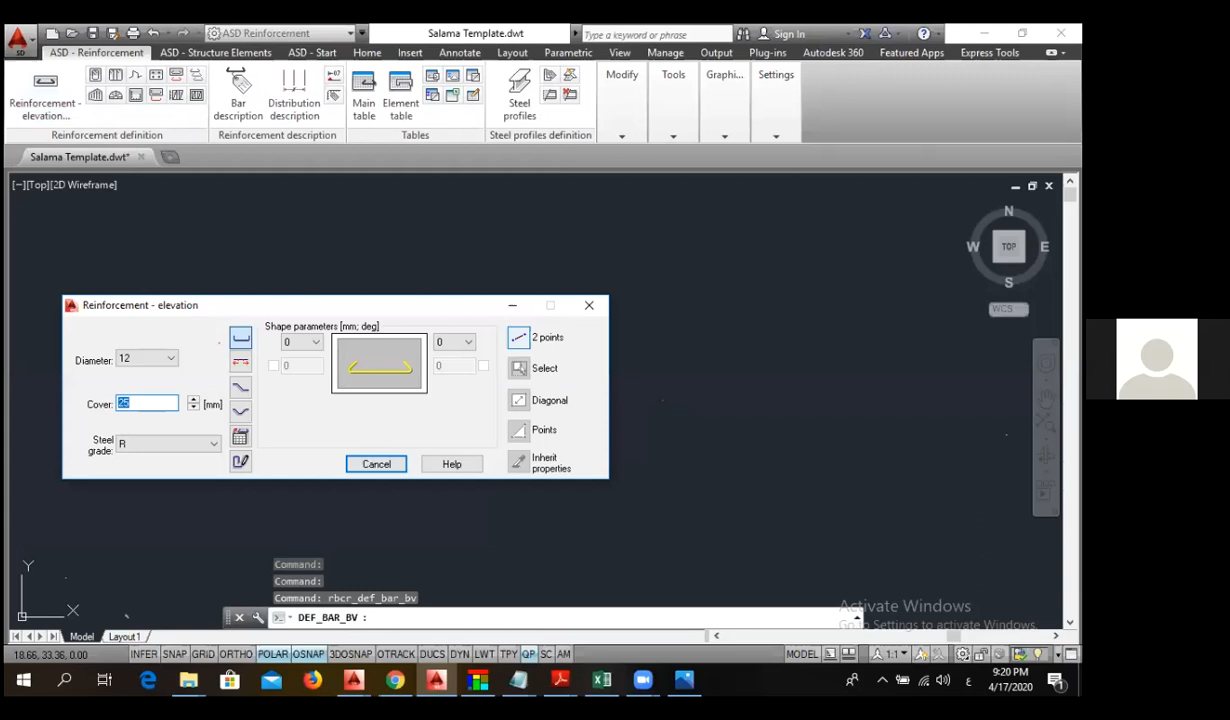 SD
ASD Reinforcement
Salama Template.dwt
Type a keyword or phrase
Sign In
ASD - Reinforcement
ASD - Structure Elements
ASD - Start
Home
Insert
Annotate
Layout
Parametric
View
Manage
Output
Plug-ins
Autodesk 360
Featured Apps
Express Tools
Reinforcement - elevation...
Bar description
Distribution description
Main table
Element table
Steel profiles
Modify
Tools
Graphi...
Settings
Reinforcement definition
Reinforcement description
Tables
Steel profiles definition
Salama Template.dwt*
[−][Top][2D Wireframe]
N
W
TOP
E
S
WCS
Reinforcement - elevation
Shape parameters [mm; deg]
Diameter:
12
0
0
0
0
Cover:
25
[mm]
Steel grade:
R
2 points
Select
Diagonal
Points
Inherit properties
Cancel
Help
Y
X
Command:
Command:
Command: rbcr_def_bar_bv
DEF_BAR_BV :
Activate Windows
Go to Settings to activate Windows.
Model
Layout1
18.66, 33.36, 0.00
INFER
SNAP
GRID
ORTHO
POLAR
OSNAP
3DOSNAP
OTRACK
DUCS
DYN
LWT
TPY
QP
SC
AM
MODEL
1:1
ع
9:20 PM
4/17/2020
1